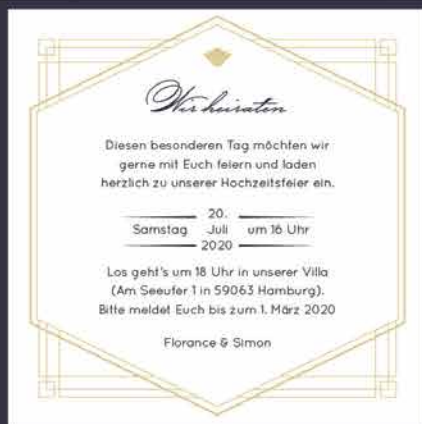 Wir heiraten
Diesen besonderen Tag möchten wir
gerne mit Euch feiern und laden
herzlich zu unserer Hochzeitsfeier ein.
20.
Samstag Juli um 16 Uhr
2020
Los geht's um 18 Uhr in unserer Villa
(Am Seeufer 1 in 59063 Hamburg).
Bitte meldet Euch bis zum 1. März 2020
Florance & Simon